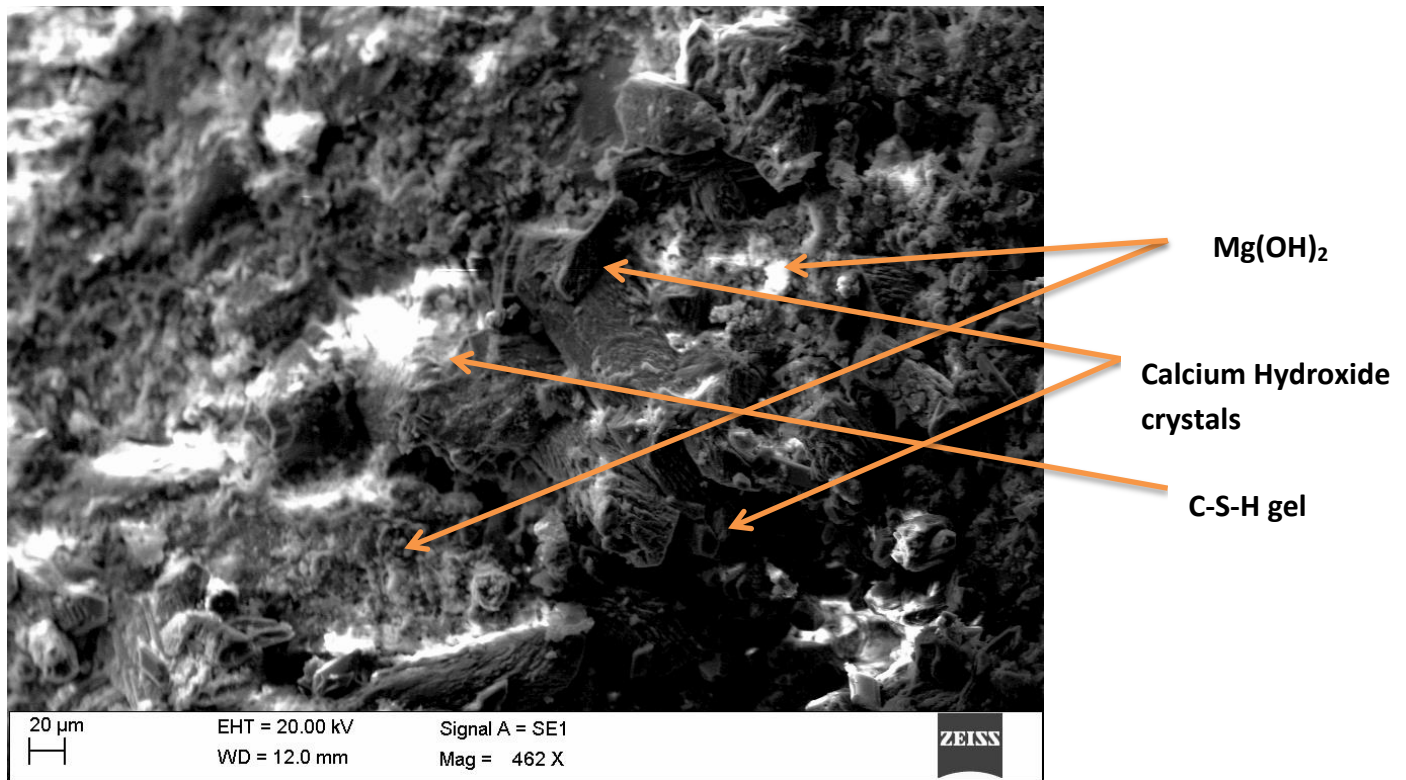 Mg(OH)₂
Calcium Hydroxide
crystals
C-S-H gel
20 µm
EHT = 20.00 kV
Signal A = SE1
WD = 12.0 mm
Mag = 462 X
ZEISS